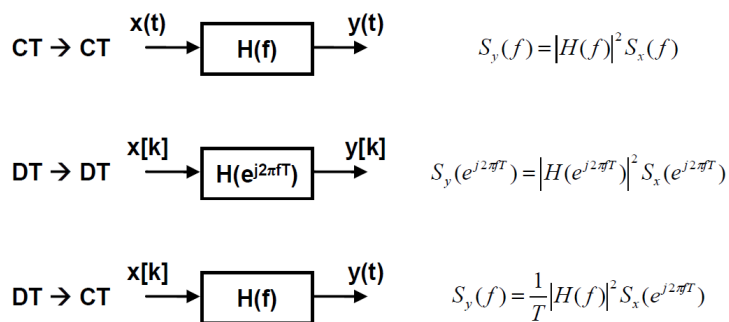 x(t) y(t)
CT → CT H(f) S_y(f) = |H(f)|² S_x(f)
x[k] y[k]
DT → DT H(e^{j2πfT}) S_y(e^{j2πfT}) = |H(e^{j2πfT})|² S_x(e^{j2πfT})
x[k] y(t)
DT → CT H(f) S_y(f) = 1/T |H(f)|² S_x(e^{j2πfT})